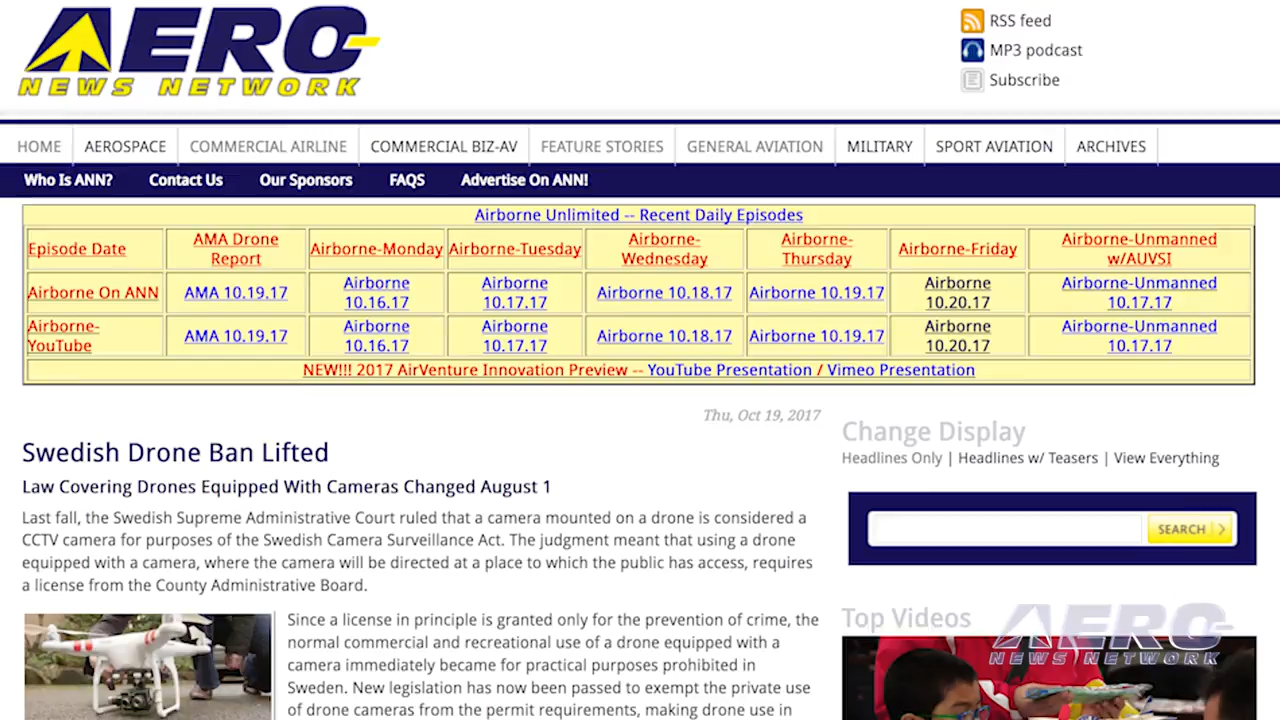 AERO
NEWS NETWORK
RSS feed
MP3 podcast
Subscribe
HOME AEROSPACE COMMERCIAL AIRLINE COMMERCIAL BIZ-AV FEATURE STORIES GENERAL AVIATION MILITARY SPORT AVIATION ARCHIVES
Who Is ANN? Contact Us Our Sponsors FAQS Advertise On ANN!
Airborne Unlimited -- Recent Daily Episodes
Episode Date AMA Drone Report Airborne-Monday Airborne-Tuesday Airborne-Wednesday Airborne-Thursday Airborne-Friday Airborne-Unmanned w/AUVSI
Airborne On ANN AMA 10.19.17 Airborne 10.16.17 Airborne 10.17.17 Airborne 10.18.17 Airborne 10.19.17 Airborne 10.20.17 Airborne-Unmanned 10.17.17
Airborne-YouTube AMA 10.19.17 Airborne 10.16.17 Airborne 10.17.17 Airborne 10.18.17 Airborne 10.19.17 Airborne 10.20.17 Airborne-Unmanned 10.17.17
NEW!!! 2017 AirVenture Innovation Preview -- YouTube Presentation / Vimeo Presentation
Thu, Oct 19, 2017
Swedish Drone Ban Lifted
Law Covering Drones Equipped With Cameras Changed August 1
Last fall, the Swedish Supreme Administrative Court ruled that a camera mounted on a drone is considered a
CCTV camera for purposes of the Swedish Camera Surveillance Act. The judgment meant that using a drone
equipped with a camera, where the camera will be directed at a place to which the public has access, requires
a license from the County Administrative Board.
Since a license in principle is granted only for the prevention of crime, the
normal commercial and recreational use of a drone equipped with a
camera immediately became for practical purposes prohibited in
Sweden. New legislation has now been passed to exempt the private use
of drone cameras from the permit requirements, making drone use in
Change Display
Headlines Only | Headlines w/ Teasers | View Everything
SEARCH
Top Videos
AERO
NEWS NETWORK